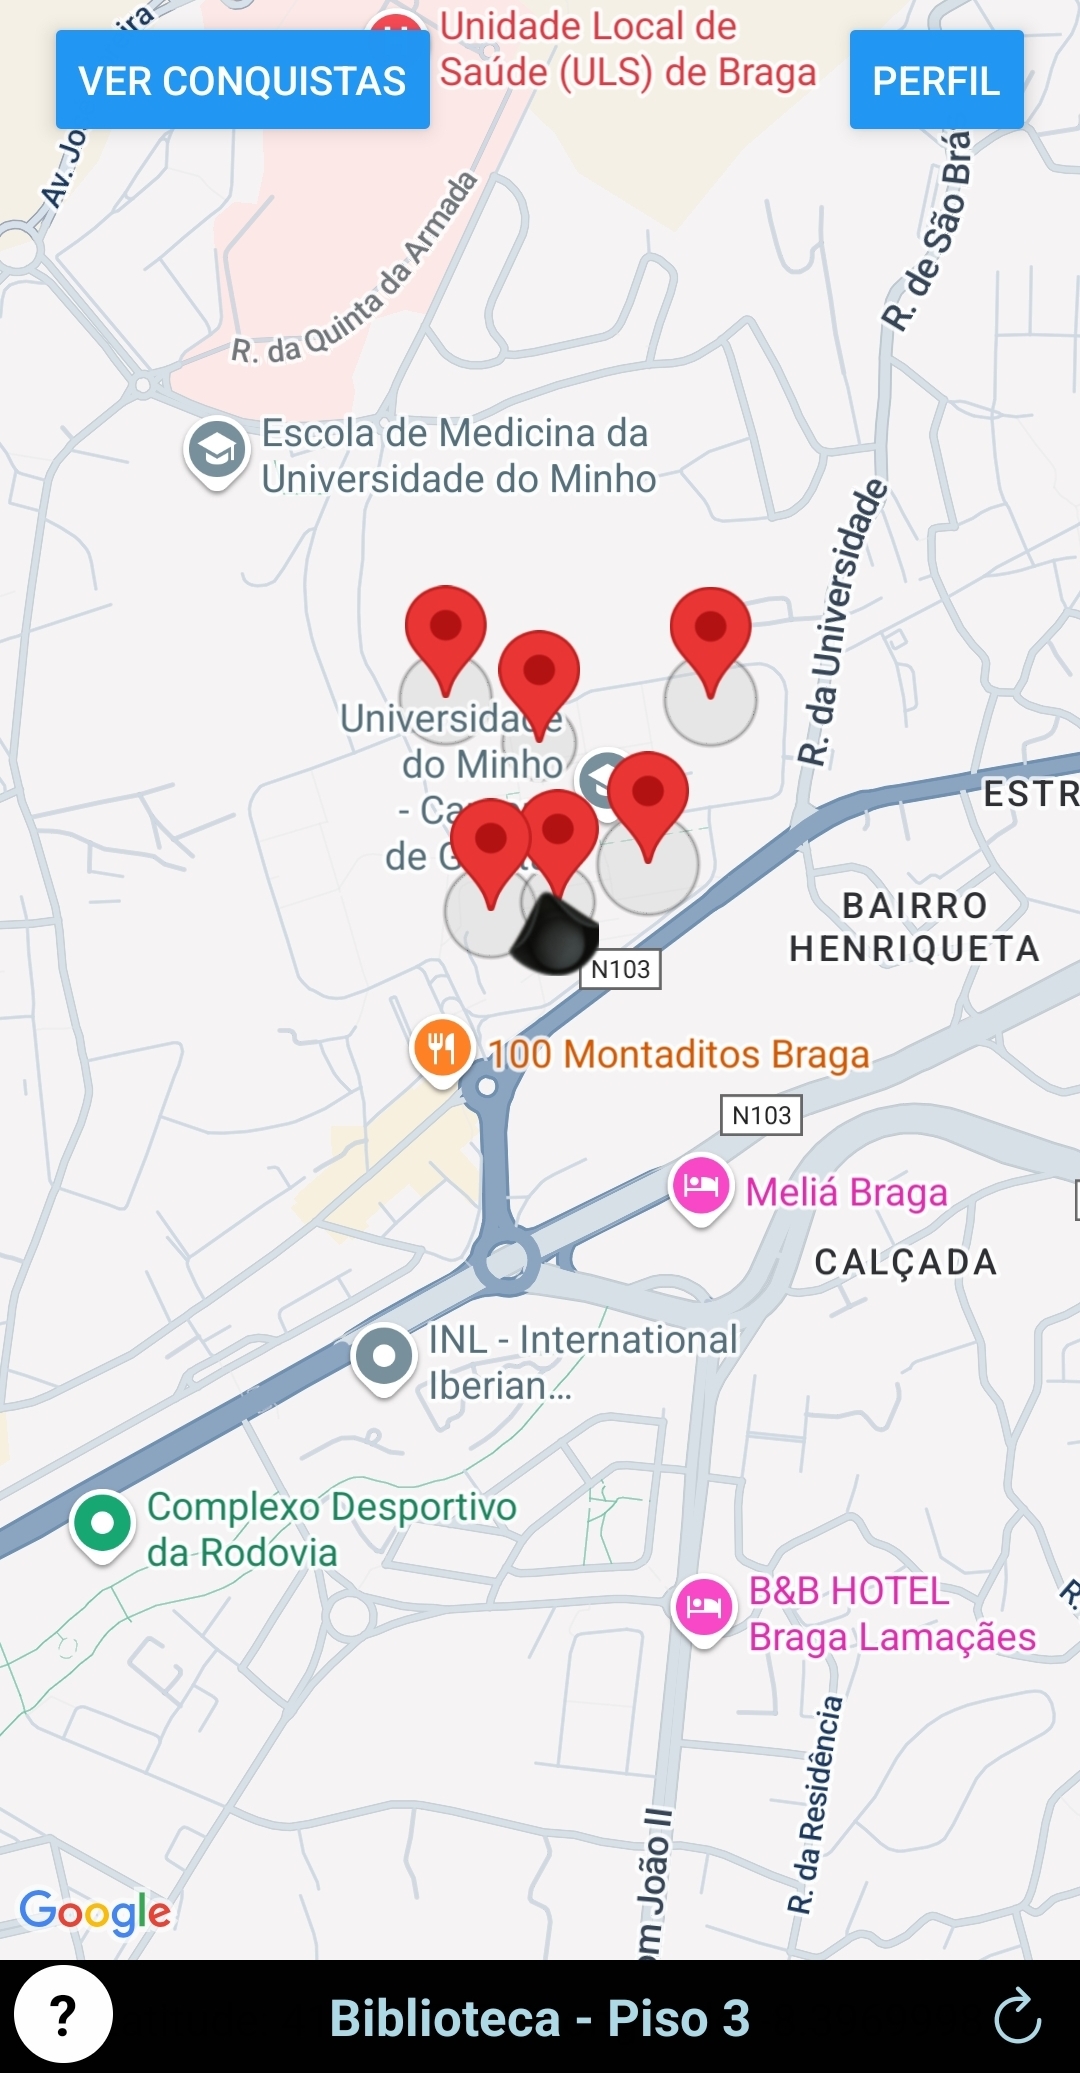 Unidade Local de
Saúde (ULS) de Braga
VER CONQUISTAS
PERFIL
Av. Jo
ira
R. da Quinta da Armada
R. de São Brá
Escola de Medicina da
Universidade do Minho
R. da Universidade
Universidade
do Minho
- Ca
de G
ESTR
BAIRRO
HENRIQUETA
N103
100 Montaditos Braga
N103
Meliá Braga
CALÇADA
INL - International
Iberian...
Complexo Desportivo
da Rodovia
B&B HOTEL
Braga Lamaçães
R.
R. da Residência
om João II
Google
?
Biblioteca - Piso 3